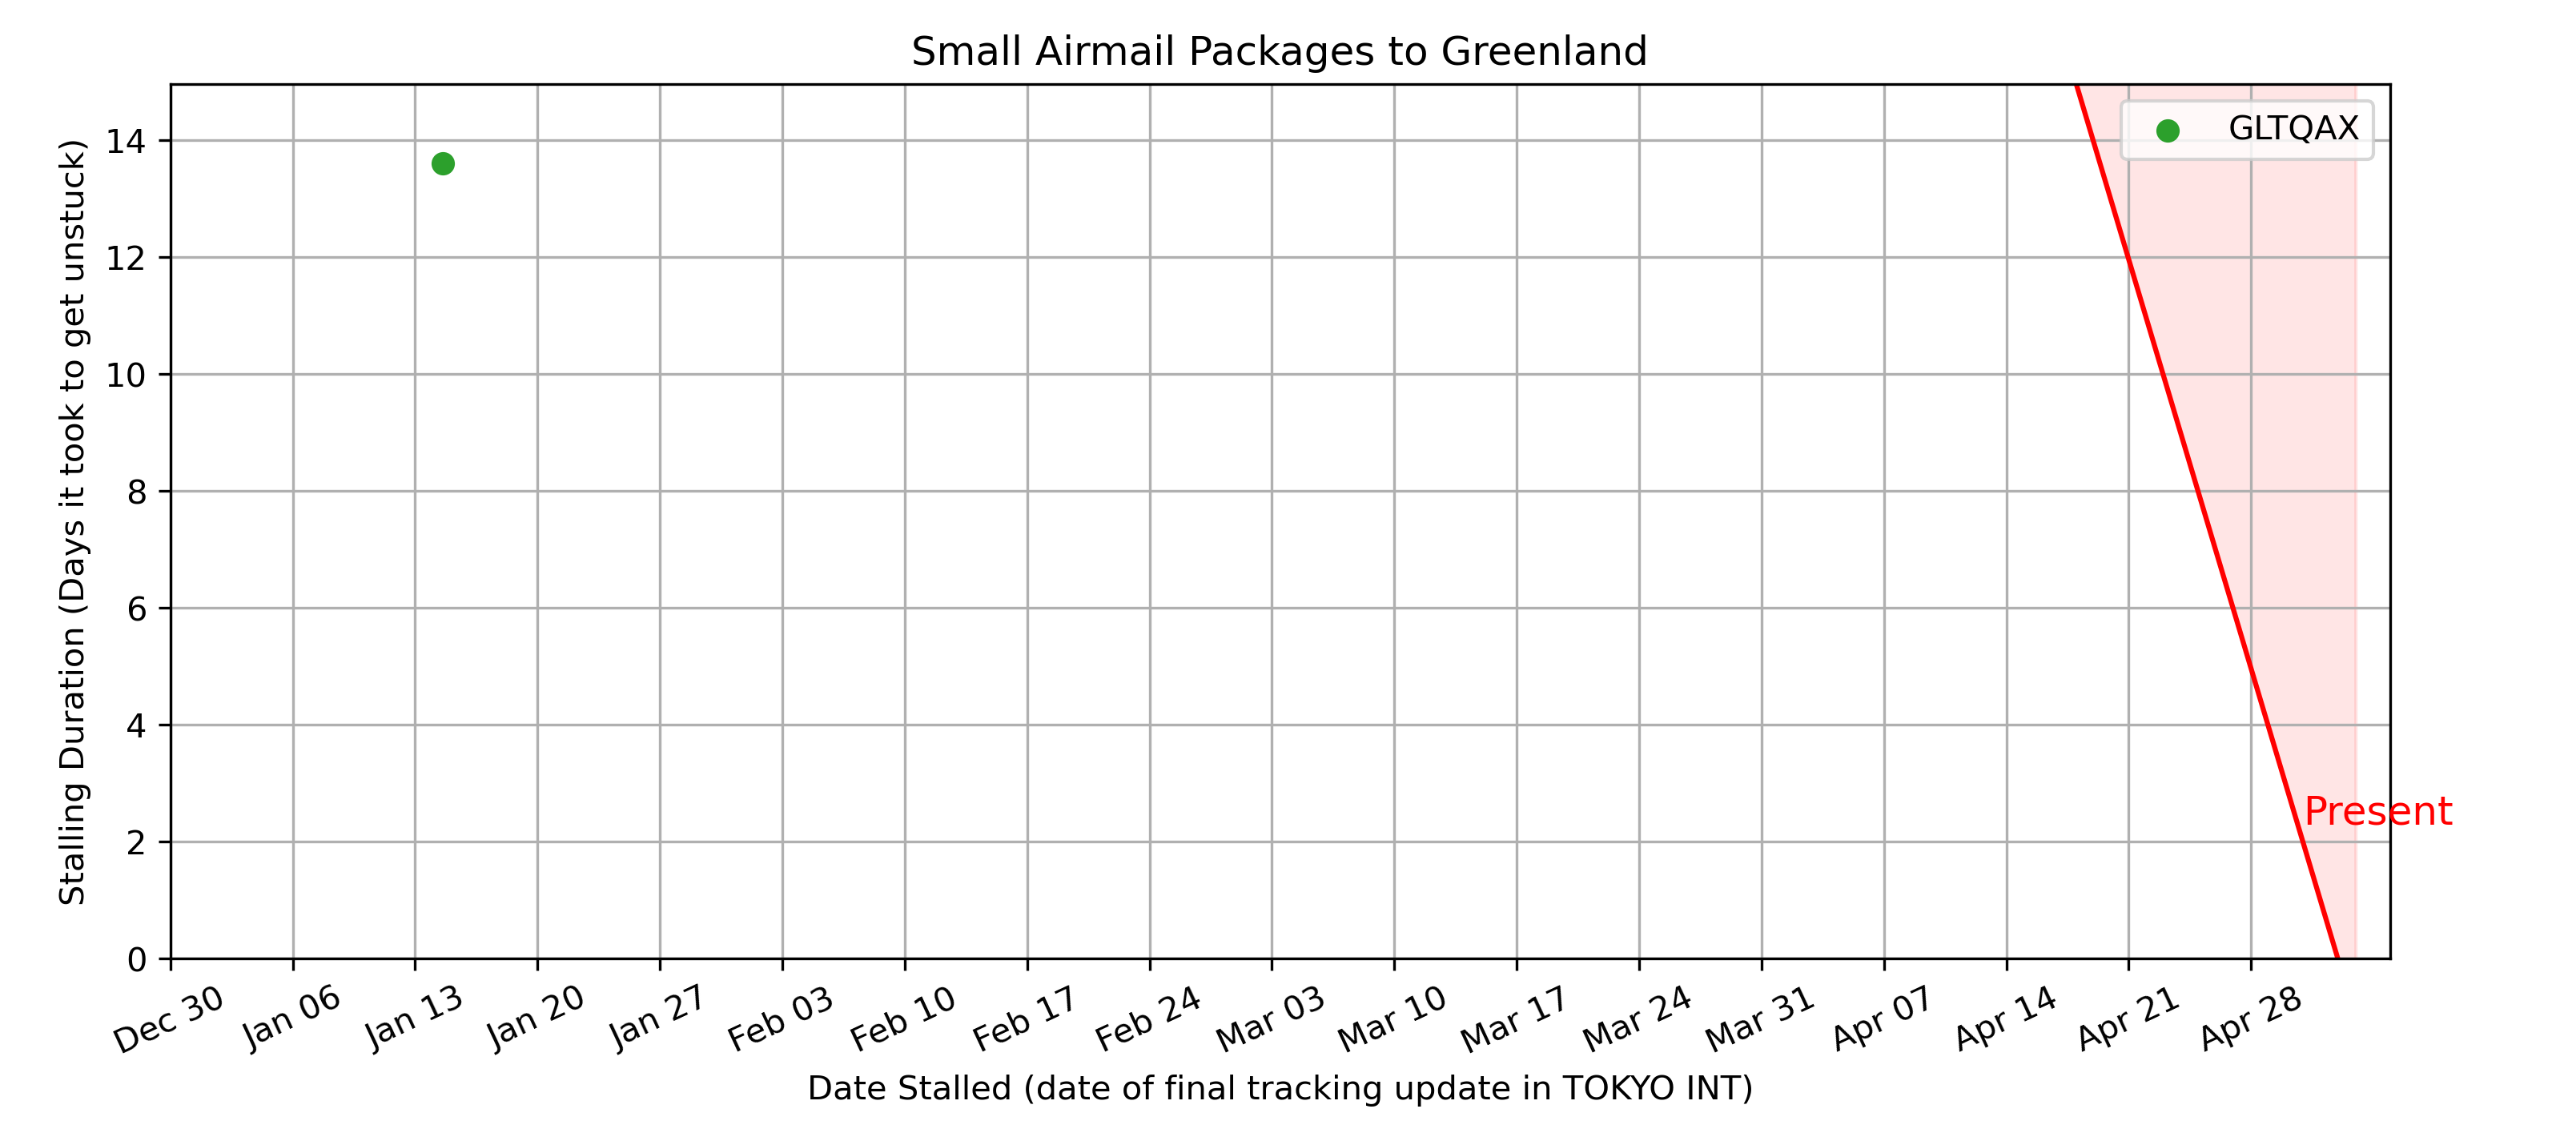 Small Airmail Packages to Greenland
GLTQAX
Stalling Duration (Days it took to get unstuck)
14
12
10
8
6
4
2
0
Present
Dec 30 Jan 06 Jan 13 Jan 20 Jan 27 Feb 03 Feb 10 Feb 17 Feb 24 Mar 03 Mar 10 Mar 17 Mar 24 Mar 31 Apr 07 Apr 14 Apr 21 Apr 28
Date Stalled (date of final tracking update in TOKYO INT)